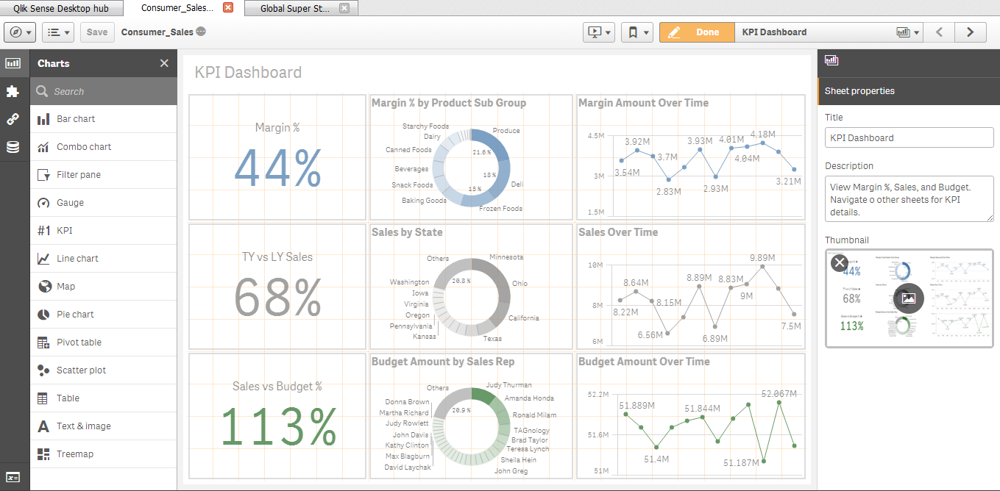 Qlik Sense Desktop hub
Consumer_Sales...
Global Super St...
Save
Consumer_Sales
Done
KPI Dashboard
Charts
Search
Bar chart
Combo chart
Filter pane
Gauge
#1 KPI
Line chart
Map
Pie chart
Pivot table
Scatter plot
Table
A Text & image
Treemap
KPI Dashboard
Margin %
44%
Margin % by Product Sub Group
Starchy Foods
Dairy
Canned Foods
Beverages
Snack Foods
Baking Goods
Produce
Deli
Frozen Foods
21.6 %
18 %
15 %
Margin Amount Over Time
4.5M
3M
1.5M
3.54M
3.92M
3.7M
2.83M
3.93M
2.93M
4.01M
4.04M
4.18M
3.21M
TY vs LY Sales
68%
Sales by State
Others
Washington
Iowa
Virginia
Oregon
Pennsylvania
Kansas
Minnesota
Ohio
California
Texas
20.8 %
Sales Over Time
10M
8M
6M
8.22M
8.64M
8.15M
6.56M
8.89M
6.89M
8.83M
9M
9.89M
7.5M
Sales vs Budget %
113%
Budget Amount by Sales Rep
Others
Donna Brown
Martha Richard
Judy Rowlett
John Davis
Kathy Clinton
Max Blagburn
David Laychak
Judy Thurman
Amanda Honda
Ronald Milam
TAGnology
Brad Taylor
Teresa Lynch
Sheila Hein
John Greg
20.9 %
Budget Amount Over Time
52.2M
51.6M
51M
51.889M
51.4M
51.844M
51.187M
52.067M
Sheet properties
Title
KPI Dashboard
Description
View Margin %, Sales, and Budget.
Navigate o other sheets for KPI
details.
Thumbnail
44%
68%
113%